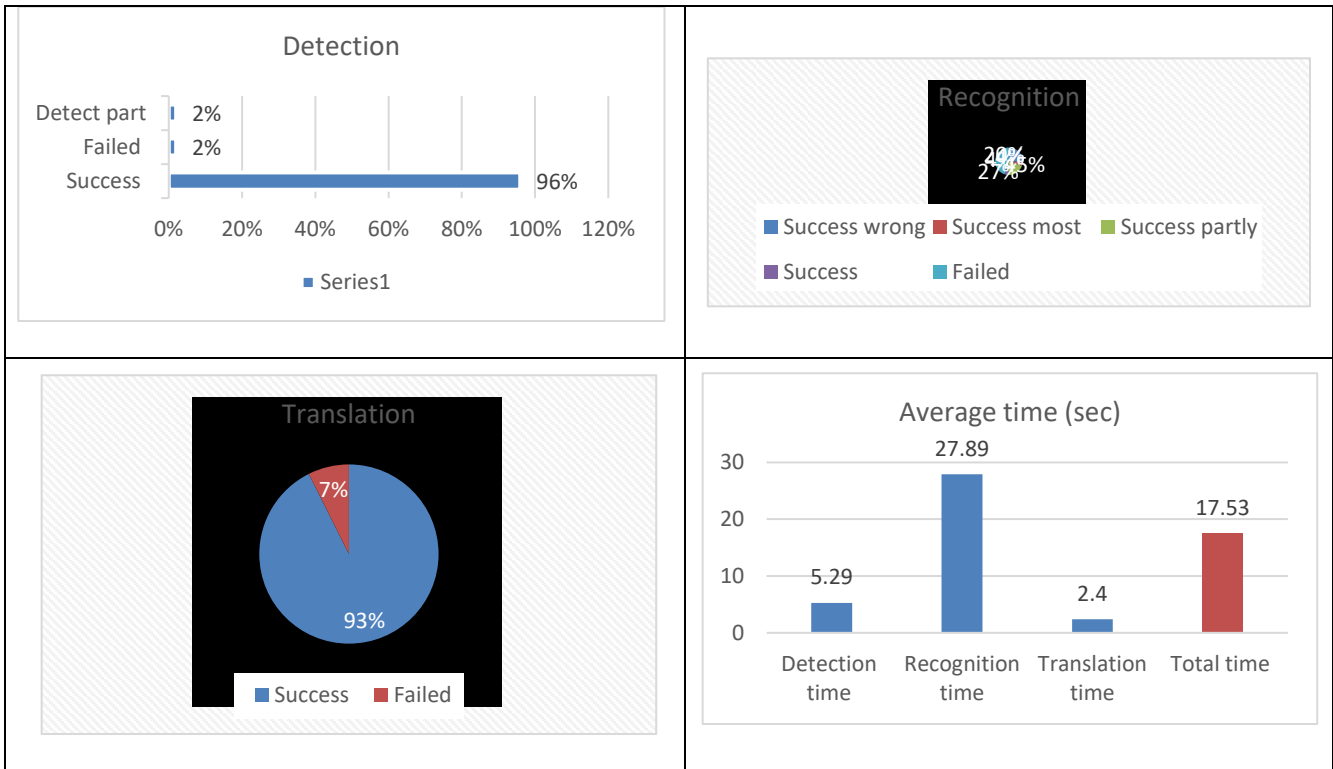 Detection
Detect part 2%
Failed 2%
Success 96%
0% 20% 40% 60% 80% 100% 120%
Series1
Recognition
27%
Success wrong Success most Success partly
Success Failed
Translation
7%
93%
Success Failed
Average time (sec)
30
20
10
0
5.29
27.89
2.4
17.53
Detection time
Recognition time
Translation time
Total time